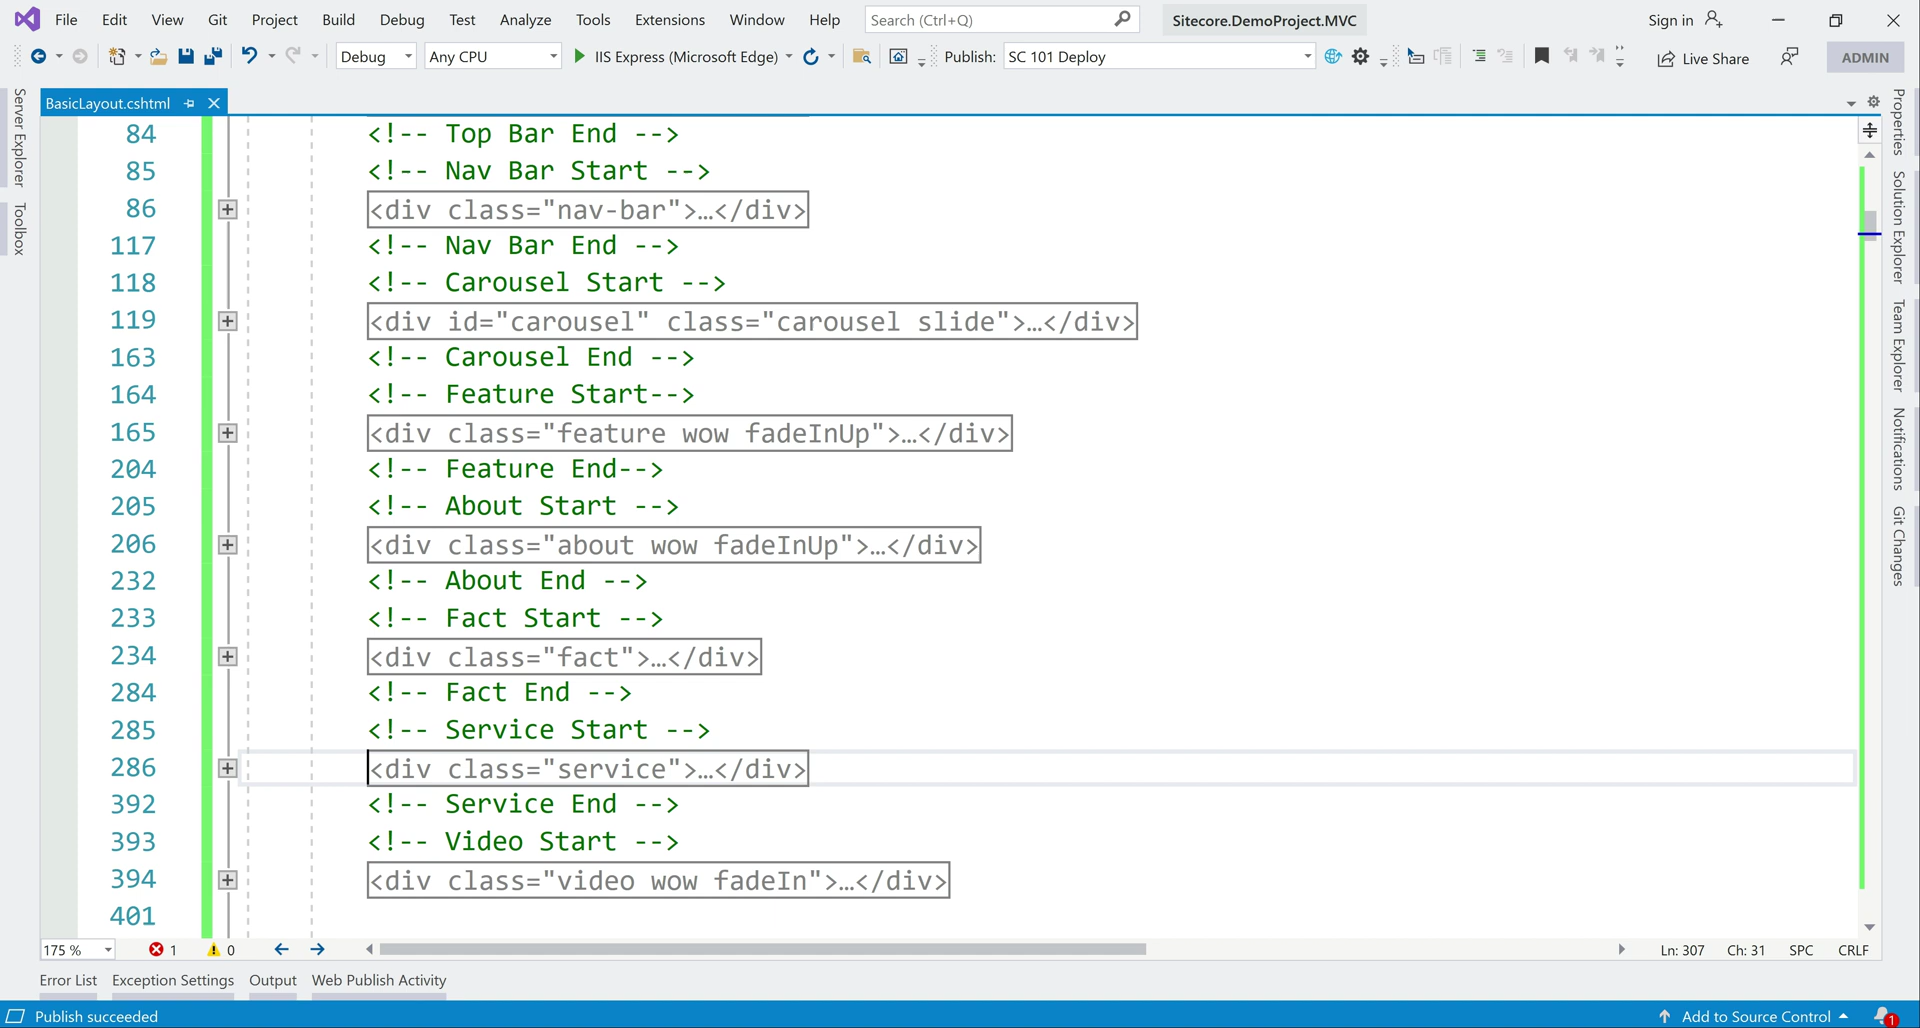 File Edit View Git Project Build Debug Test Analyze Tools Extensions Window Help Search (Ctrl+Q) Sitecore.DemoProject.MVC Sign in
Debug Any CPU IIS Express (Microsoft Edge) Publish: SC 101 Deploy Live Share ADMIN
BasicLayout.cshtml
Server Explorer
Toolbox
84 <!-- Top Bar End -->
85 <!-- Nav Bar Start -->
86 <div class="nav-bar">…</div>
117 <!-- Nav Bar End -->
118 <!-- Carousel Start -->
119 <div id="carousel" class="carousel slide">…</div>
163 <!-- Carousel End -->
164 <!-- Feature Start-->
165 <div class="feature wow fadeInUp">…</div>
204 <!-- Feature End-->
205 <!-- About Start -->
206 <div class="about wow fadeInUp">…</div>
232 <!-- About End -->
233 <!-- Fact Start -->
234 <div class="fact">…</div>
284 <!-- Fact End -->
285 <!-- Service Start -->
286 <div class="service">…</div>
392 <!-- Service End -->
393 <!-- Video Start -->
394 <div class="video wow fadeIn">…</div>
401
Properties
Solution Explorer
Team Explorer
Notifications
Git Changes
175 % 1 0 Ln: 307 Ch: 31 SPC CRLF
Error List Exception Settings Output Web Publish Activity
Publish succeeded Add to Source Control 1